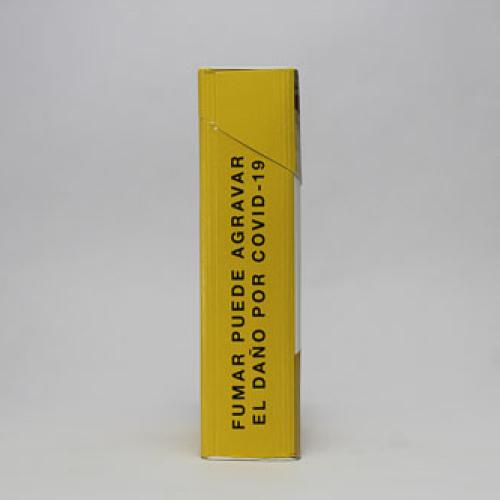 FUMAR PUEDE AGRAVAR
EL DAÑO POR COVID-19